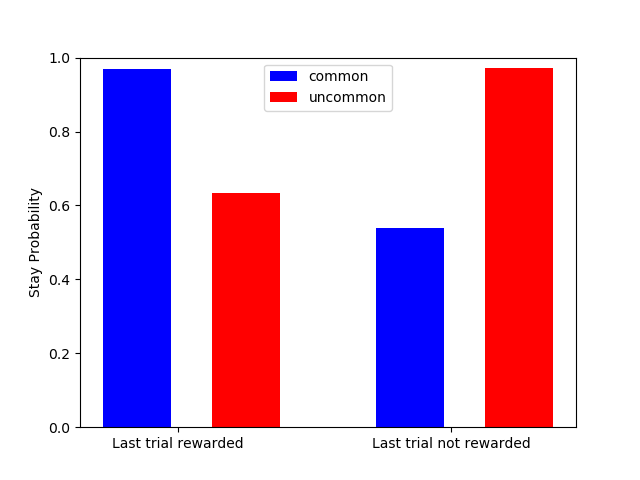 1.0
0.8
0.6
0.4
0.2
0.0
Stay Probability
common
uncommon
Last trial rewarded
Last trial not rewarded